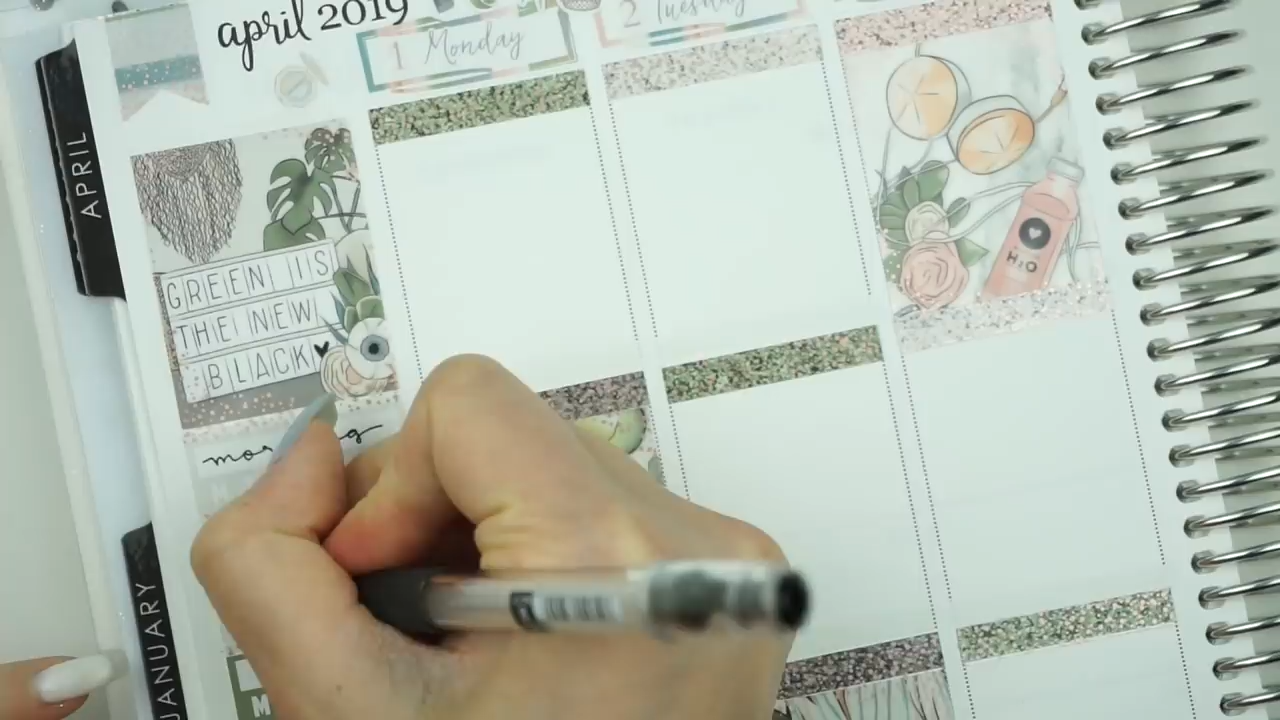 april 2019
1 Monday
2 Tuesday
APRIL
GREEN IS
THE NEW
BLACK
H2O
JANUARY
M